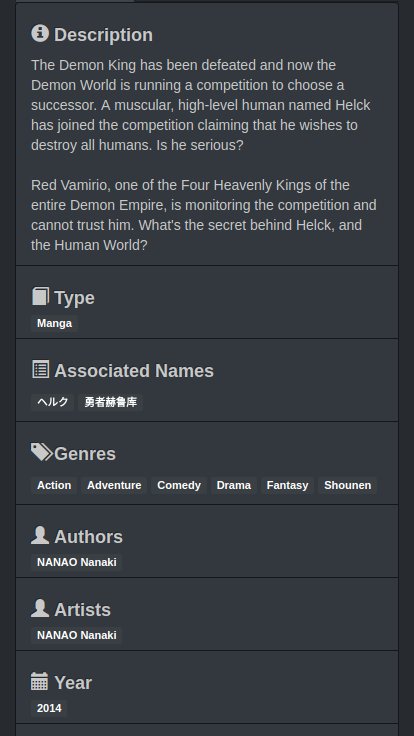 Description
The Demon King has been defeated and now the
Demon World is running a competition to choose a
successor. A muscular, high-level human named Helck
has joined the competition claiming that he wishes to
destroy all humans. Is he serious?
Red Vamirio, one of the Four Heavenly Kings of the
entire Demon Empire, is monitoring the competition and
cannot trust him. What's the secret behind Helck, and
the Human World?
Type
Manga
Associated Names
ヘルク 勇者赫鲁库
Genres
Action Adventure Comedy Drama Fantasy Shounen
Authors
NANAO Nanaki
Artists
NANAO Nanaki
Year
2014